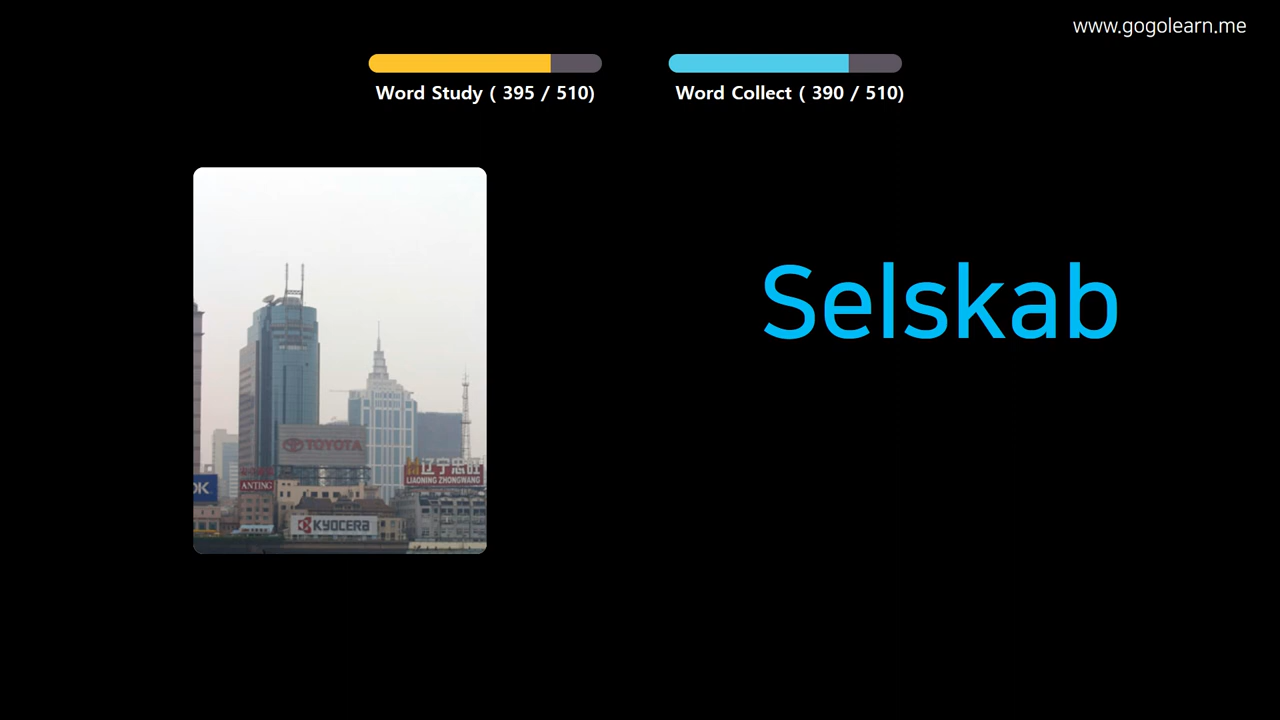 www.gogolearn.me
Word Study ( 395 / 510)
Word Collect ( 390 / 510)
Selskab
TOYOTA
辽宁忠旺
LIAONING ZHONGWANG
OK
ANTING
KYOCERA